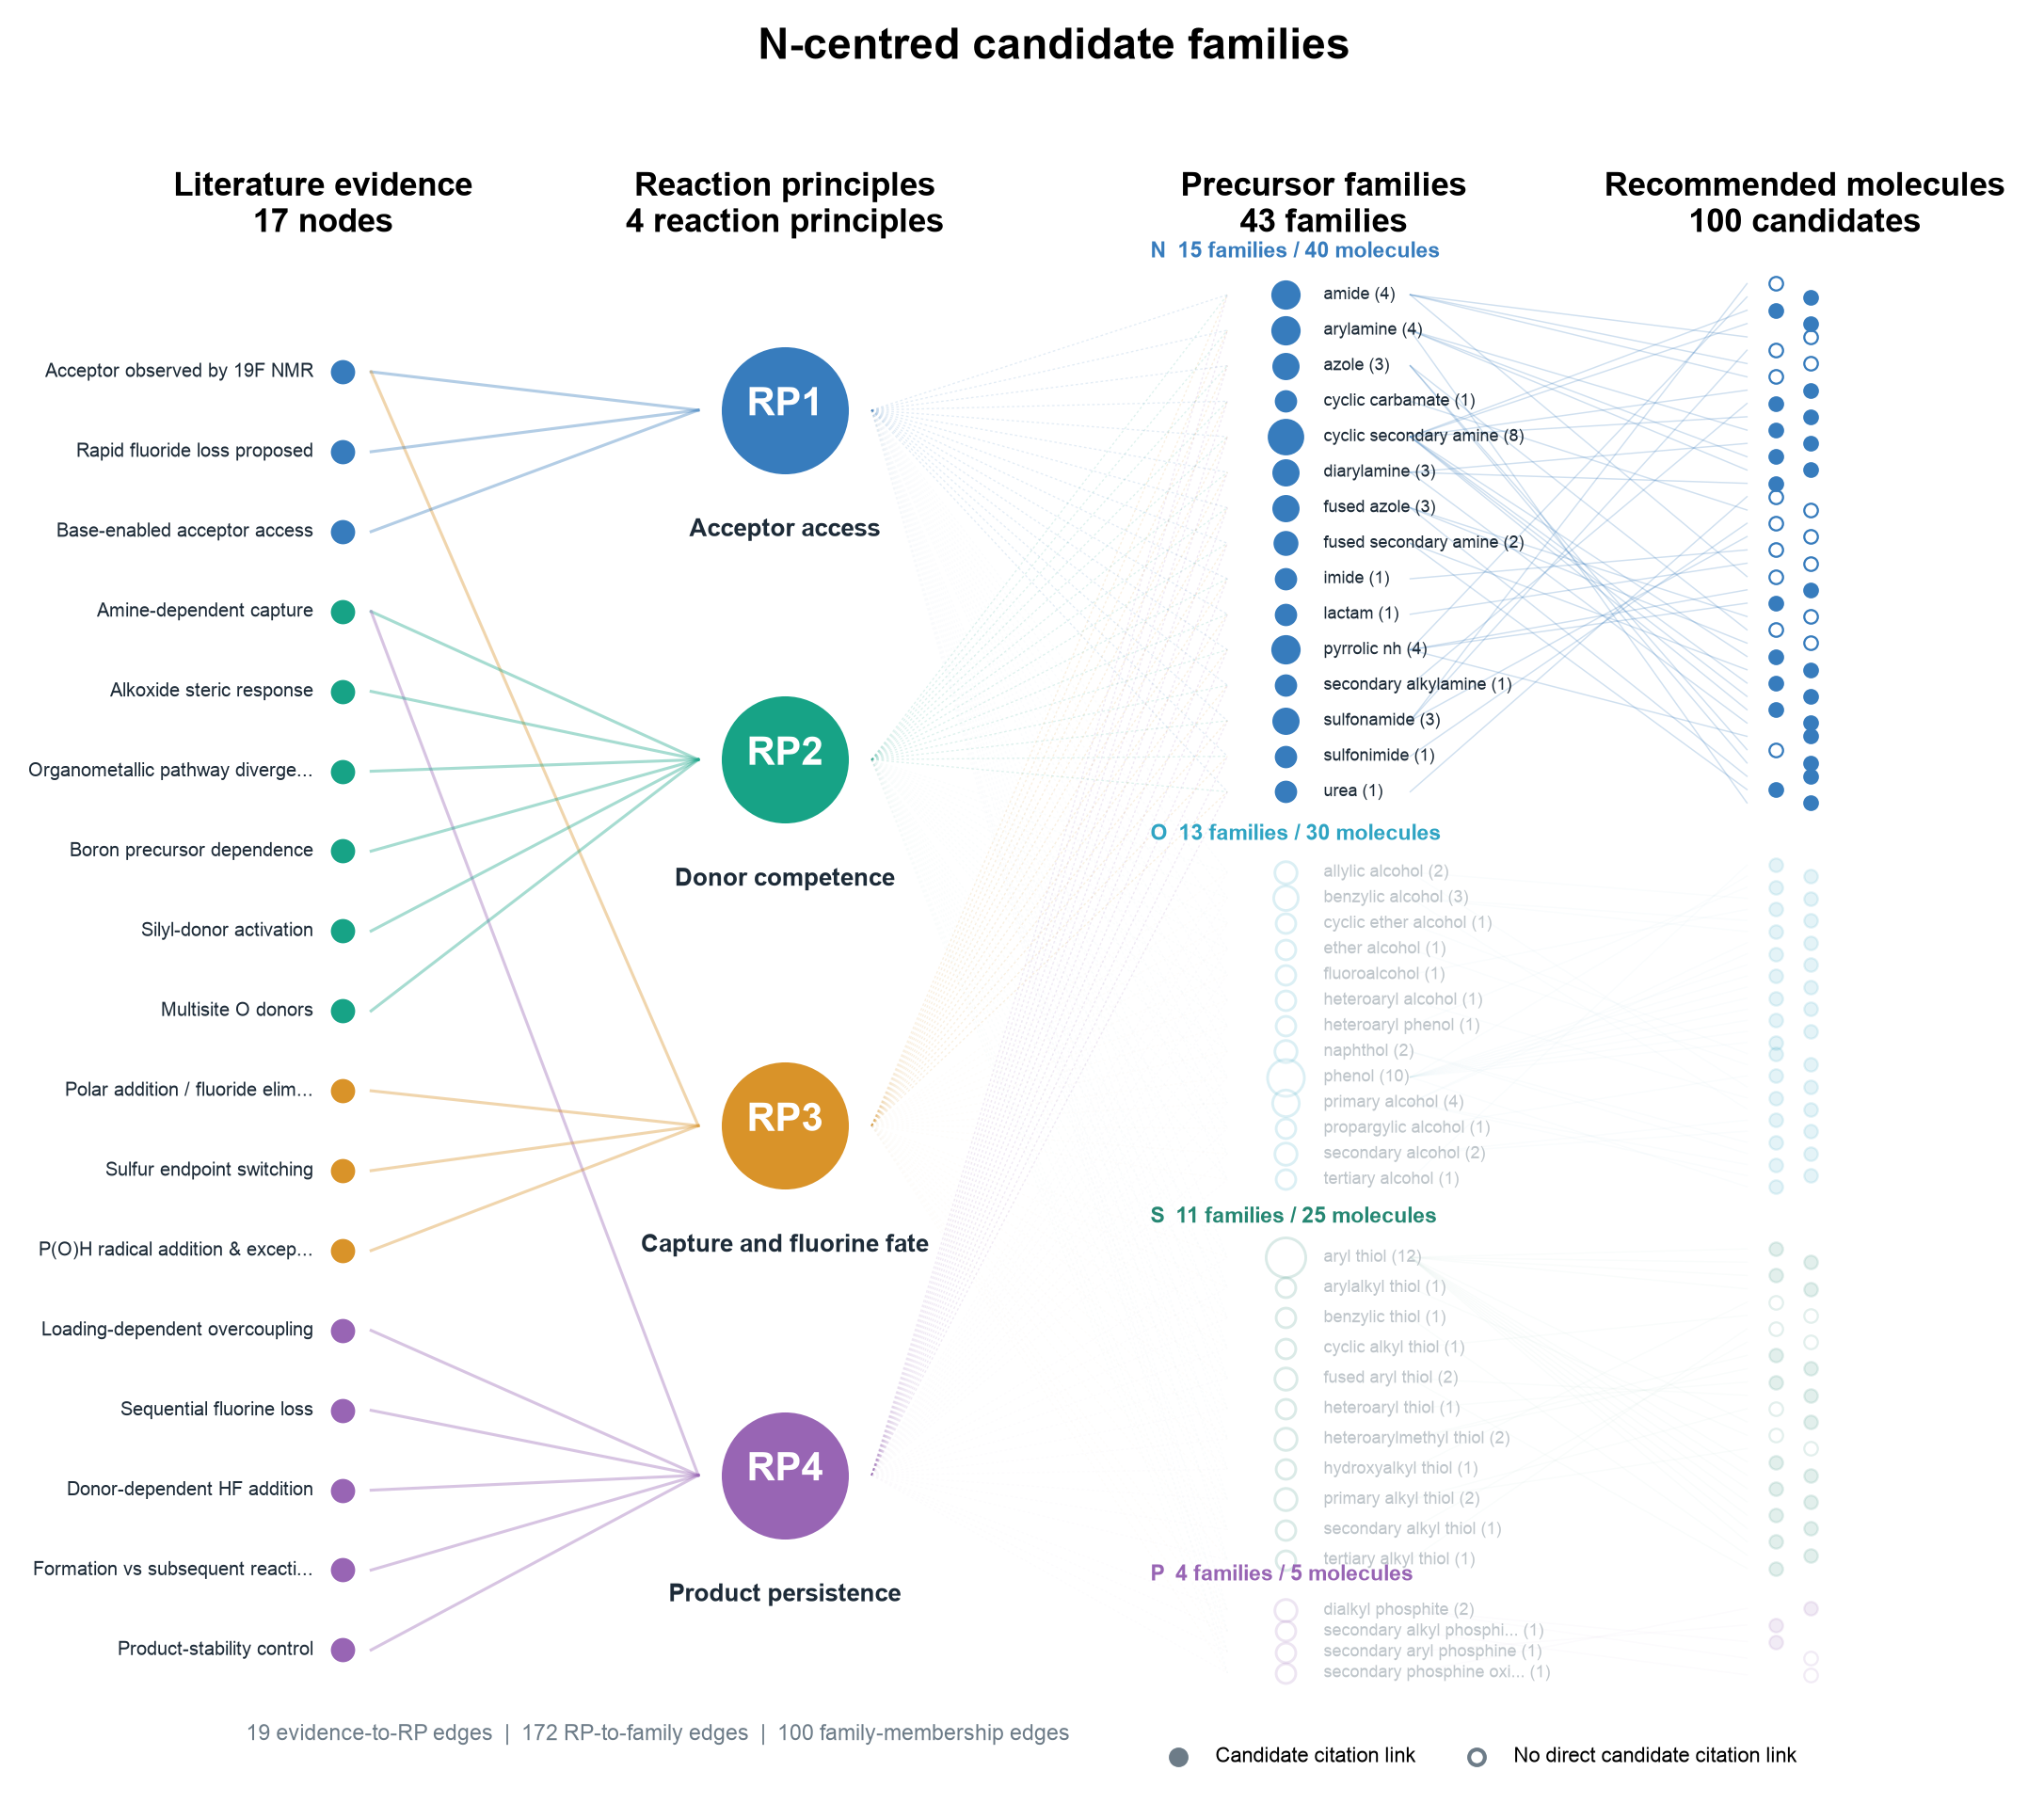 N-centred candidate families
Literature evidence
17 nodes
Reaction principles
4 reaction principles
Precursor families
43 families
Recommended molecules
100 candidates
Acceptor observed by 19F NMR
Rapid fluoride loss proposed
Base-enabled acceptor access
Amine-dependent capture
Alkoxide steric response
Organometallic pathway diverge...
Boron precursor dependence
Silyl-donor activation
Multisite O donors
Polar addition / fluoride elim...
Sulfur endpoint switching
P(O)H radical addition & excep...
Loading-dependent overcoupling
Sequential fluorine loss
Donor-dependent HF addition
Formation vs subsequent reacti...
Product-stability control
RP1
Acceptor access
RP2
Donor competence
RP3
Capture and fluorine fate
RP4
Product persistence
N 15 families / 40 molecules
amide (4)
arylamine (4)
azole (3)
cyclic carbamate (1)
cyclic secondary amine (8)
diarylamine (3)
fused azole (3)
fused secondary amine (2)
imide (1)
lactam (1)
pyrrolic nh (4)
secondary alkylamine (1)
sulfonamide (3)
sulfonimide (1)
urea (1)
O 13 families / 30 molecules
allylic alcohol (2)
benzylic alcohol (3)
cyclic ether alcohol (1)
ether alcohol (1)
fluoroalcohol (1)
heteroaryl alcohol (1)
heteroaryl phenol (1)
naphthol (2)
phenol (10)
primary alcohol (4)
propargylic alcohol (1)
secondary alcohol (2)
tertiary alcohol (1)
S 11 families / 25 molecules
aryl thiol (12)
arylalkyl thiol (1)
benzylic thiol (1)
cyclic alkyl thiol (1)
fused aryl thiol (2)
heteroaryl thiol (1)
heteroarylmethyl thiol (2)
hydroxyalkyl thiol (1)
primary alkyl thiol (2)
secondary alkyl thiol (1)
tertiary alkyl thiol (1)
P 4 families / 5 molecules
dialkyl phosphite (2)
secondary alkyl phosphi... (1)
secondary aryl phosphine (1)
secondary phosphine oxi... (1)
19 evidence-to-RP edges | 172 RP-to-family edges | 100 family-membership edges
Candidate citation link
No direct candidate citation link